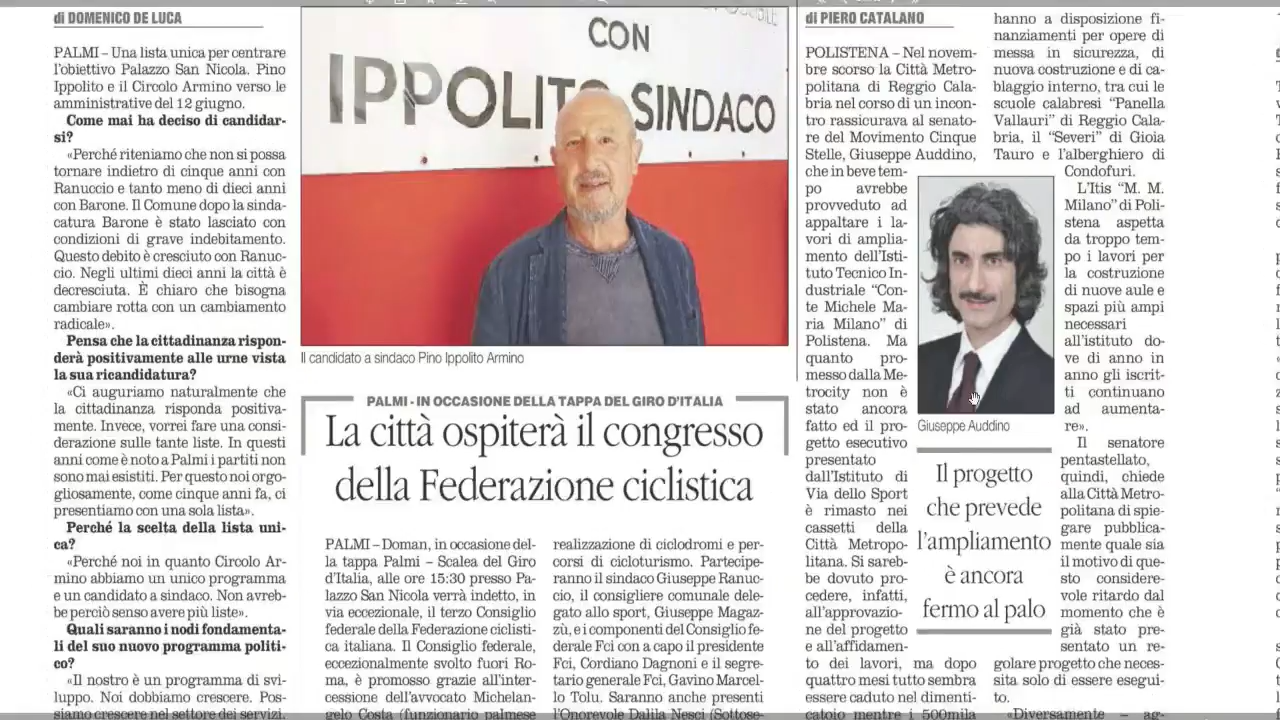 di DOMENICO DE LUCA
PALMI – Una lista unica per centrare
l'obiettivo Palazzo San Nicola. Pino
Ippolito e il Circolo Armino verso le
amministrative del 12 giugno.
Come mai ha deciso di candidar-
si?
«Perché riteniamo che non si possa
tornare indietro di cinque anni con
Ranuccio e tanto meno di dieci anni
con Barone. Il Comune dopo la sinda-
catura Barone è stato lasciato con
condizioni di grave indebitamento.
Questo debito è cresciuto con Ranuc-
cio. Negli ultimi dieci anni la città è
decresciuta. È chiaro che bisogna
cambiare rotta con un cambiamento
radicale».
Pensa che la cittadinanza rispon-
derà positivamente alle urne vista
la sua ricandidatura?
«Ci auguriamo naturalmente che
la cittadinanza risponda positiva-
mente. Invece, vorrei fare una consi-
derazione sulle tante liste. In questi
anni come è noto a Palmi i partiti non
sono mai esistiti. Per questo noi orgo-
gliosamente, come cinque anni fa, ci
presentiamo con una sola lista».
Perché la scelta della lista uni-
ca?
«Perché noi in quanto Circolo Ar-
mino abbiamo un unico programma
e un candidato a sindaco. Non avreb-
be perciò senso avere più liste».
Quali saranno i nodi fondamenta-
li del suo nuovo programma politi-
co?
«Il nostro è un programma di svi-
luppo. Noi dobbiamo crescere. Pos-
siamo crescere nel settore dei servizi,
CON
IPPOLITO SINDACO
Il candidato a sindaco Pino Ippolito Armino
PALMI - IN OCCASIONE DELLA TAPPA DEL GIRO D'ITALIA
La città ospiterà il congresso
della Federazione ciclistica
PALMI – Doman, in occasione del-
la tappa Palmi – Scalea del Giro
d'Italia, alle ore 15:30 presso Pa-
lazzo San Nicola verrà indetto, in
via eccezionale, il terzo Consiglio
federale della Federazione ciclisti-
ca italiana. Il Consiglio federale,
eccezionalmente svolto fuori Ro-
ma, è promosso grazie all'inter-
cessione dell'avvocato Michelan-
gelo Costa (funzionario palmese
realizzazione di ciclodromi e per-
corsi di cicloturismo. Partecipe-
ranno il sindaco Giuseppe Ranuc-
cio, il consigliere comunale dele-
gato allo sport, Giuseppe Magaz-
zù, e i componenti del Consiglio fe-
derale Fci con a capo il presidente
Fci, Cordiano Dagnoni e il segre-
tario generale Fci, Gavino Marcel-
lo Tolu. Saranno anche presenti
l'Onorevole Dalila Nesci (Sottose-
di PIERO CATALANO
POLISTENA – Nel novem-
bre scorso la Città Metro-
politana di Reggio Cala-
bria nel corso di un incon-
tro rassicurava al senato-
re del Movimento Cinque
Stelle, Giuseppe Auddino,
che in beve tem-
po avrebbe
provveduto ad
appaltare i la-
vori di amplia-
mento dell'Isti-
tuto Tecnico In-
dustriale “Con-
te Michele Ma-
ria Milano” di
Polistena. Ma
quanto pro-
messo dalla Me-
trocity non è
stato ancora
fatto ed il pro-
getto esecutivo
presentato
dall'Istituto di
Via dello Sport
è rimasto nei
cassetti della
Città Metropo-
litana. Si sareb-
be dovuto pro-
cedere, infatti,
all'approvazio-
ne del progetto
e all'affidamen-
to dei lavori, ma dopo
quattro mesi tutto sembra
essere caduto nel dimenti-
catoio mentre i 500mila
Giuseppe Auddino
Il progetto
che prevede
l'ampliamento
è ancora
fermo al palo
hanno a disposizione fi-
nanziamenti per opere di
messa in sicurezza, di
nuova costruzione e di ca-
blaggio interno, tra cui le
scuole calabresi “Panella
Vallauri” di Reggio Cala-
bria, il “Severi” di Gioia
Tauro e l'alberghiero di
Condofuri.
L'Itis “M. M.
Milano” di Poli-
stena aspetta
da troppo tem-
po i lavori per
la costruzione
di nuove aule e
spazi più ampi
necessari
all'istituto do-
ve di anno in
anno gli iscrit-
ti continuano
ad aumenta-
re».
Il senatore
pentastellato,
quindi, chiede
alla Città Metro-
politana di spie-
gare pubblica-
mente quale sia
il motivo di que-
sto considere-
vole ritardo dal
momento che è
già stato pre-
sentato un re-
golare progetto che neces-
sita solo di essere esegui-
to.
«Diversamente – ag-